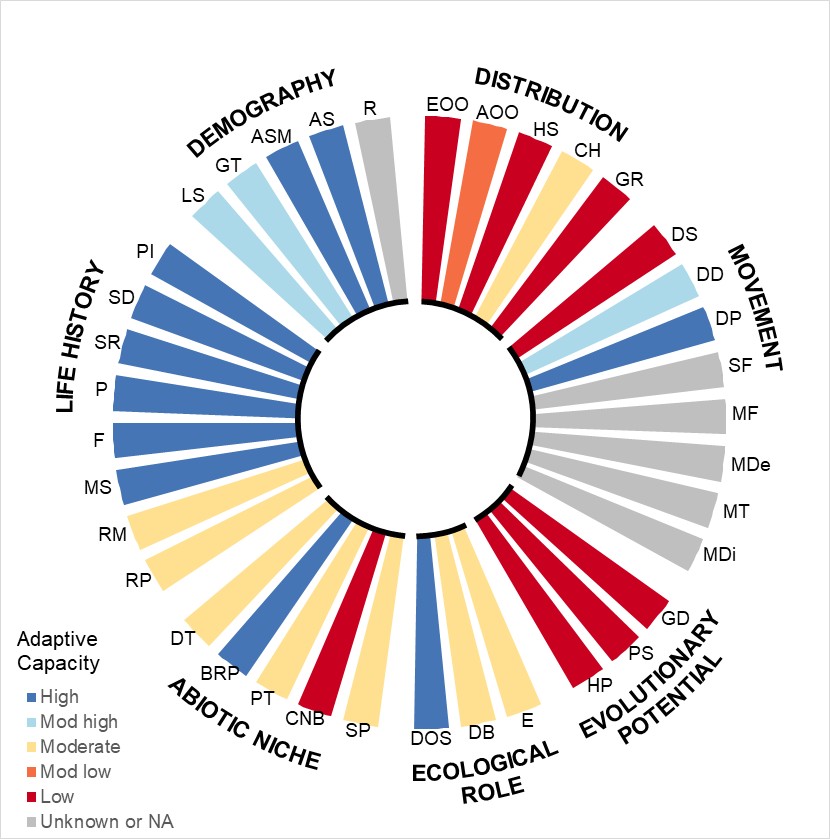 DISTRIBUTION
EOO
AOO
HS
CH
GR
MOVEMENT
DS
DD
DP
SF
MF
MDe
MT
MDi
EVOLUTIONARY
POTENTIAL
GD
PS
HP
ECOLOGICAL
ROLE
E
DB
DOS
ABIOTIC NICHE
SP
CNB
PT
BRP
DT
LIFE HISTORY
RP
RM
MS
F
P
SR
SD
PI
DEMOGRAPHY
LS
GT
ASM
AS
R
Adaptive
Capacity
High
Mod high
Moderate
Mod low
Low
Unknown or NA